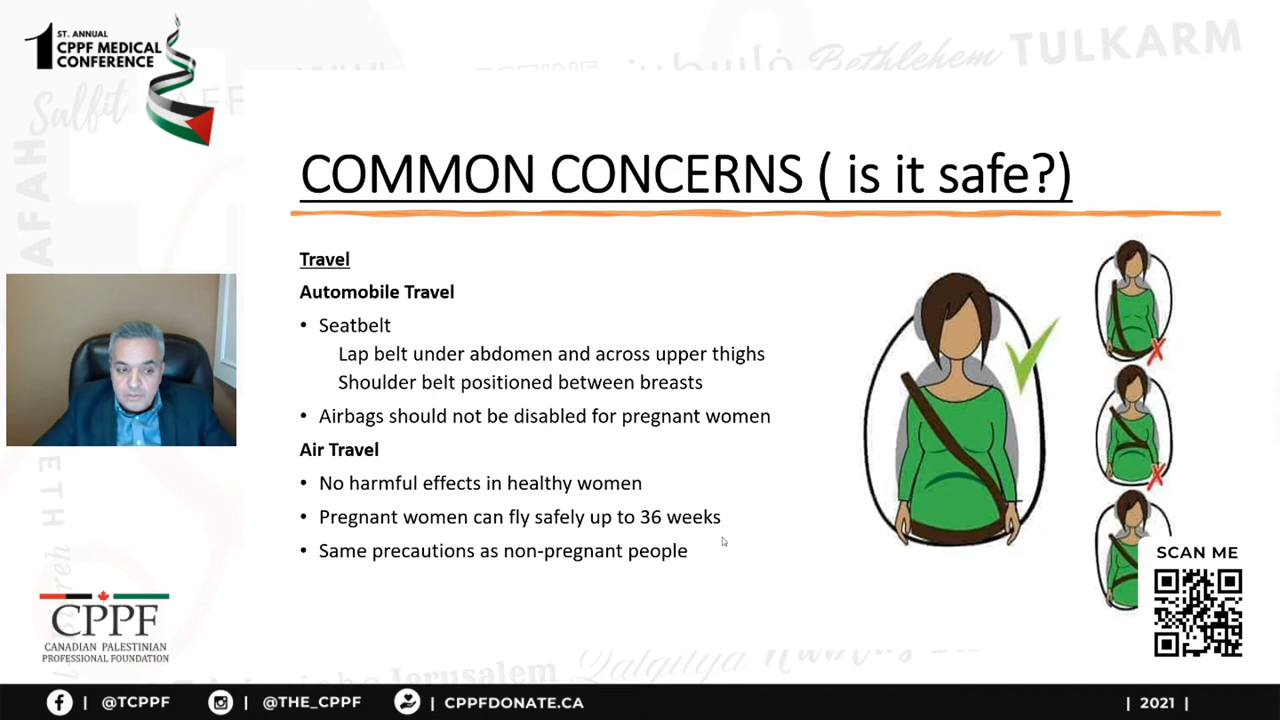 ST. ANNUAL
1 CPPF MEDICAL
CONFERENCE
Salfit
فلسطين
Bethlehem
TULKARM
COMMON CONCERNS ( is it safe?)
Travel
Automobile Travel
• Seatbelt
Lap belt under abdomen and across upper thighs
Shoulder belt positioned between breasts
• Airbags should not be disabled for pregnant women
Air Travel
• No harmful effects in healthy women
• Pregnant women can fly safely up to 36 weeks
• Same precautions as non-pregnant people
SCAN ME
CPPF
CANADIAN PALESTINIAN
PROFESSIONAL FOUNDATION
Jerusalem
Qalqilya
| @TCPPF
| @THE_CPPF
| CPPFDONATE.CA
| 2021 |